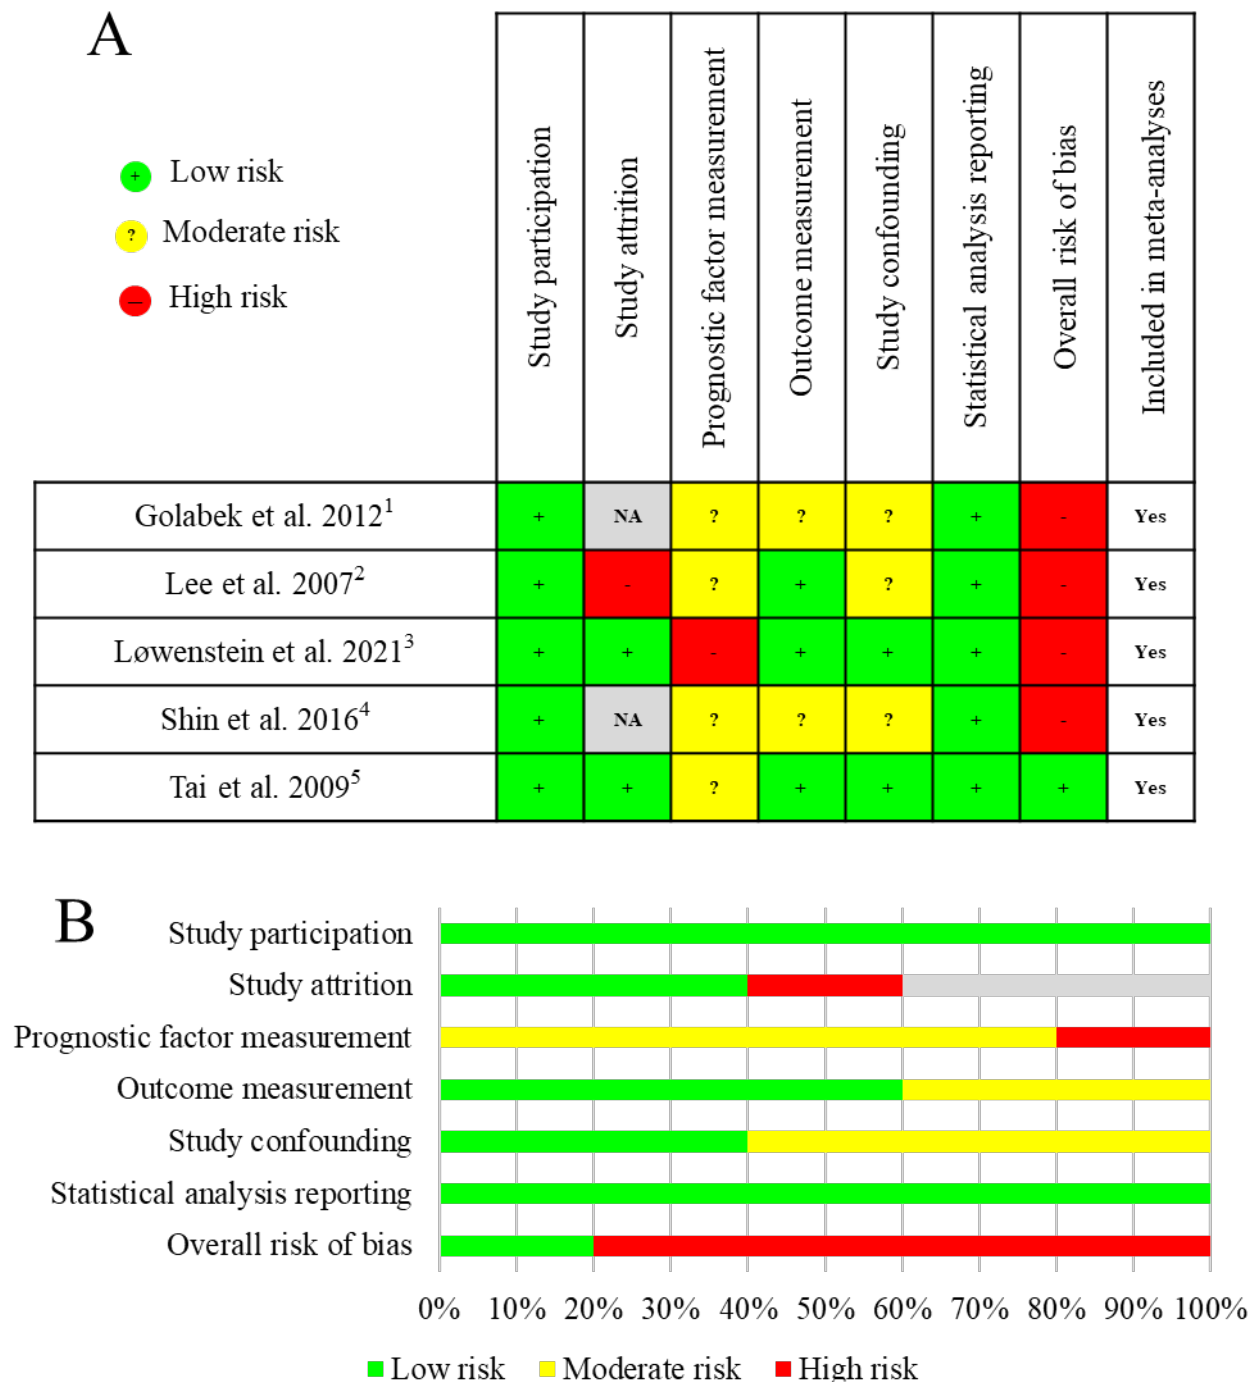 A
+ Low risk
? Moderate risk
— High risk
Study participation
Study attrition
Prognostic factor measurement
Outcome measurement
Study confounding
Statistical analysis reporting
Overall risk of bias
Included in meta-analyses
Golabek et al. 2012¹ + NA ? ? ? + - Yes
Lee et al. 2007² + - ? + ? + - Yes
Løwenstein et al. 2021³ + + - + + + - Yes
Shin et al. 2016⁴ + NA ? ? ? + - Yes
Tai et al. 2009⁵ + + ? + + + + Yes
B
Study participation
Study attrition
Prognostic factor measurement
Outcome measurement
Study confounding
Statistical analysis reporting
Overall risk of bias
0% 10% 20% 30% 40% 50% 60% 70% 80% 90% 100%
Low risk Moderate risk High risk